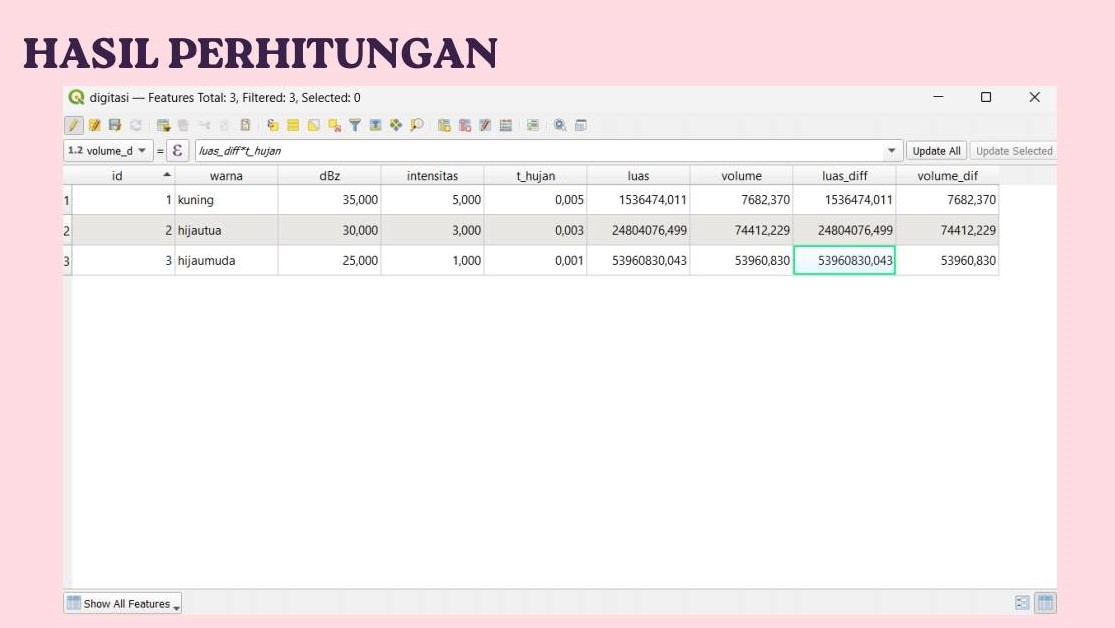 HASIL PERHITUNGAN
digitasi — Features Total: 3, Filtered: 3, Selected: 0
1.2 volume_d = ε luas_diff*t_hujan Update All Update Selected
id warna dBz intensitas t_hujan luas volume luas_diff volume_dif
1 1 kuning 35,000 5,000 0,005 1536474,011 7682,370 1536474,011 7682,370
2 2 hijautua 30,000 3,000 0,003 24804076,499 74412,229 24804076,499 74412,229
3 3 hijaumuda 25,000 1,000 0,001 53960830,043 53960,830 53960830,043 53960,830
Show All Features